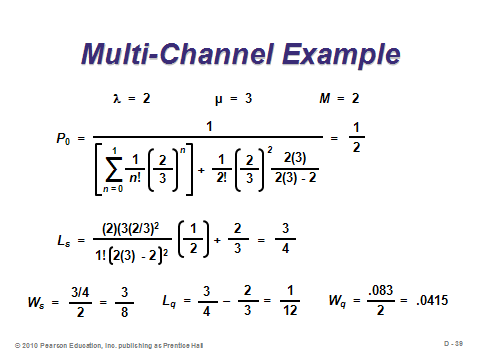 Multi-Channel Example
λ = 2 μ = 3 M = 2
P₀ = 1 / [ [ ∑ (n = 0 to 1) 1/n! (2/3)ⁿ ] + 1/2! (2/3)² 2(3)/(2(3) - 2) ] = 1/2
Lₛ = (2)(3(2/3)² / 1![2(3) - 2]² (1/2) + 2/3 = 3/4
Wₛ = 3/4 / 2 = 3/8 L_q = 3/4 – 2/3 = 1/12 W_q = .083/2 = .0415
© 2010 Pearson Education, Inc. publishing as Prentice Hall D - 39